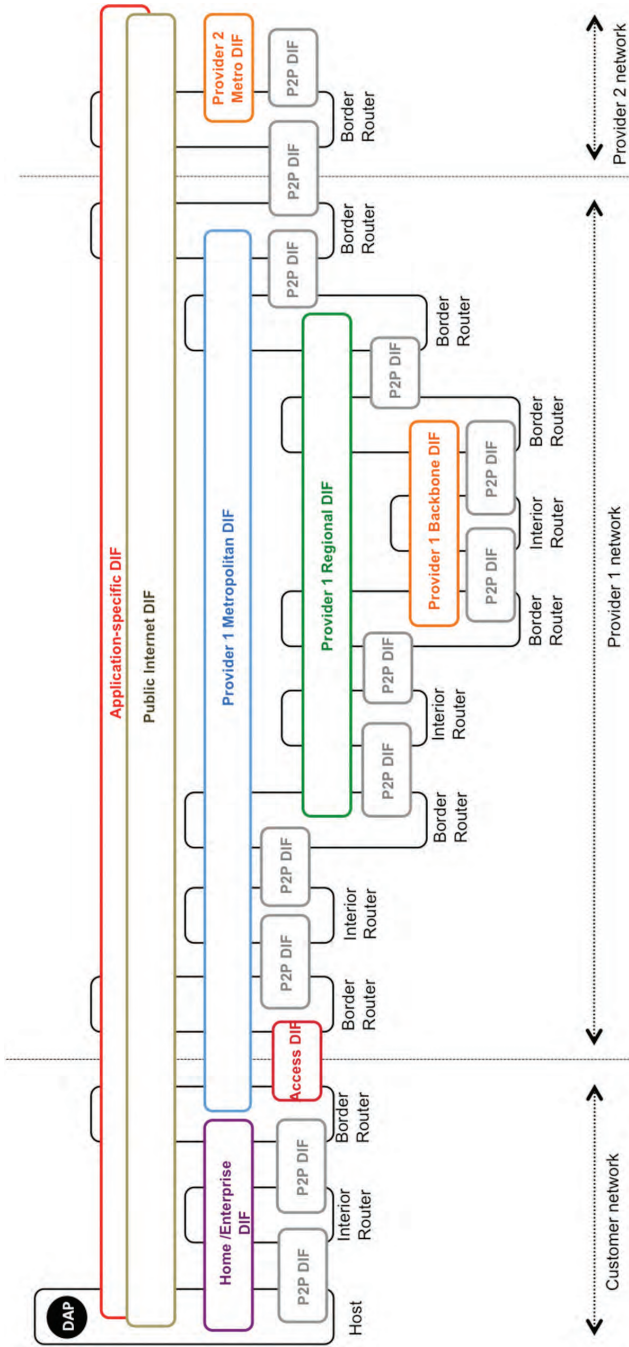 DAP
Application-specific DIF
Public Internet DIF
Home /Enterprise
DIF
Provider 1 Metropolitan DIF
Provider 2
Metro DIF
P2P DIF
P2P DIF
Access DIF
P2P DIF
P2P DIF
P2P DIF
P2P DIF
P2P DIF
Provider 1 Regional DIF
Host
Interior
Router
Border
Router
Border
Router
Interior
Router
Border
Router
Border
Router
P2P DIF
P2P DIF
P2P DIF
Provider 1 Backbone DIF
Border
Router
Interior
Router
Border
Router
P2P DIF
P2P DIF
Border
Router
Interior
Router
Border
Router
Customer network
Provider 1 network
Provider 2 network